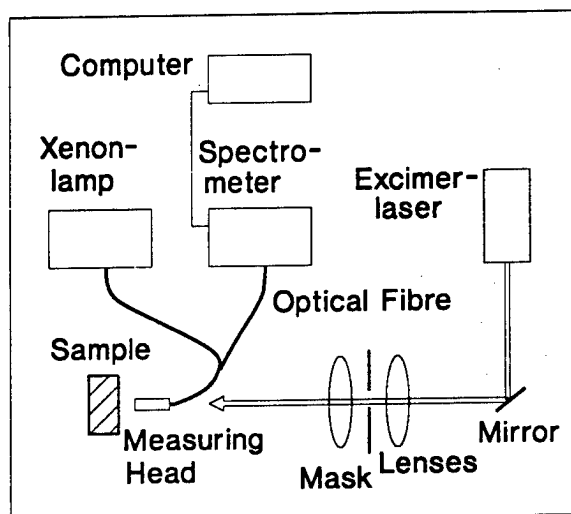 Computer
Xenon-
lamp
Spectro-
meter
Excimer-
laser
Optical Fibre
Sample
Measuring
Head
Mask
Lenses
Mirror